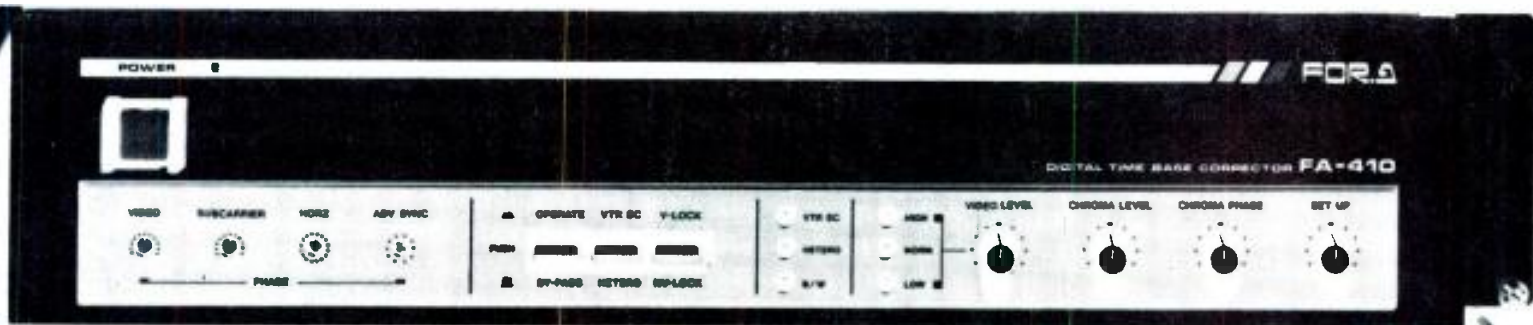 POWER
FOR.A
DIGITAL TIME BASE CORRECTOR FA-410
VIDEO SUBCARRIER HORZ ADV SYNC
PHASE
OPERATE VTR SC V-LOCK
PUSH
BY-PASS HETERO NV-LOCK
VTR SC
HETERO
B/W
HIGH
NORM
LOW
VIDEO LEVEL CHROMA LEVEL CHROMA PHASE SET UP